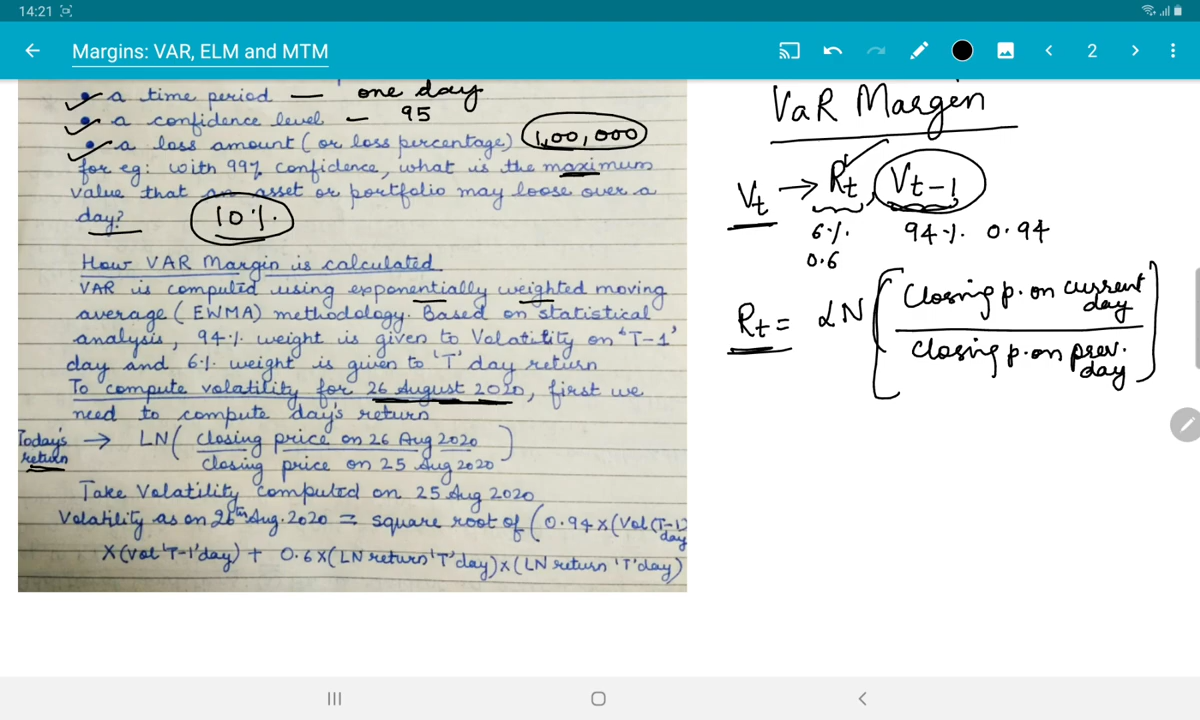 14:21
Margins: VAR, ELM and MTM
2
a time period — one day
a confidence level — 95
a loss amount (or loss percentage) 1,00,000
for eg: with 99% confidence, what is the maximum
value that an asset or portfolio may loose over a
day? 10%.
How VAR Margin is calculated
VAR is computed using exponentially weighted moving
average (EWMA) methodology. Based on statistical
analysis, 94% weight is given to Volatility on 'T-1'
day and 6% weight is given to 'T' day return
To compute volatility for 26 August 2020, first we
need to compute day's return
Today's return → LN( closing price on 26 Aug 2020
closing price on 25 Aug 2020 )
Take Volatility computed on 25 Aug 2020
Volatility as on 26th Aug. 2020 = square root of (0.94 x (Vol (T-1) day
X (vol 'T-1' day) + 0.6 x (LN return 'T' day) x (LN return 'T' day)
VaR Margen
Vt → Rt, Vt-1
6%. 94%. 0.94
0.6
Rt = LN [ Closing p. on current day
Closing p. on prev. day ]